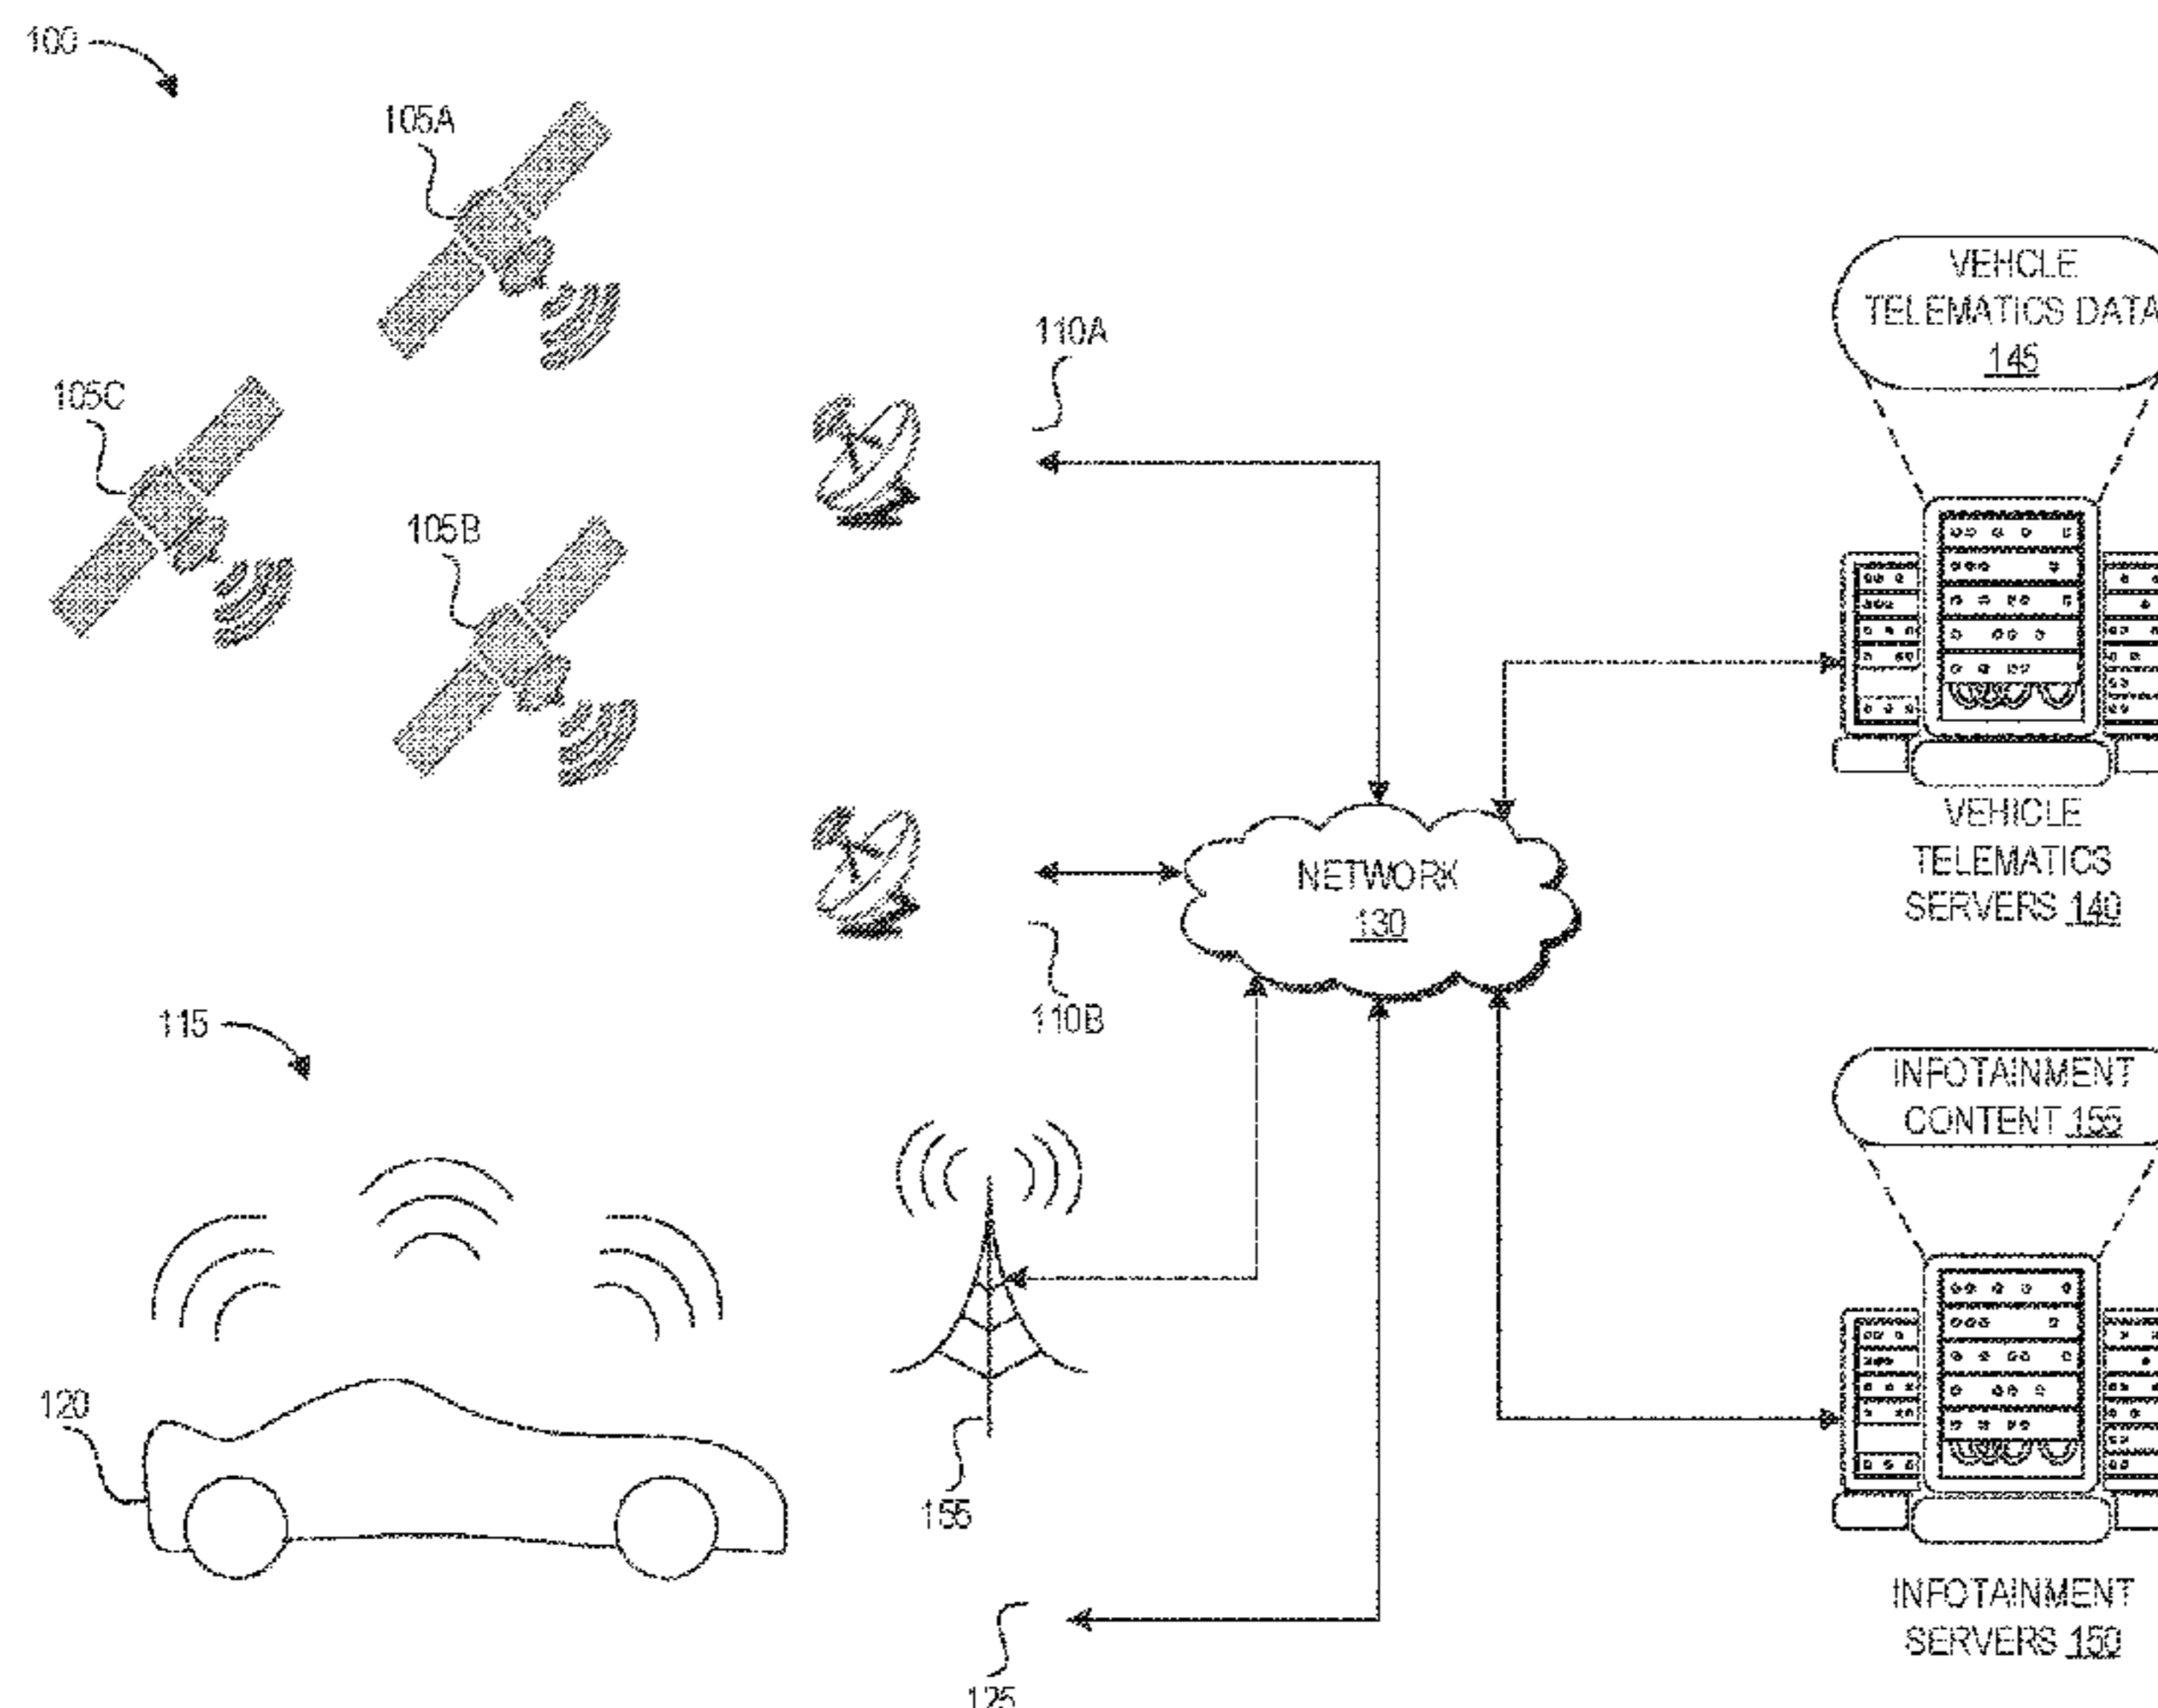 100
105A
VEHCLE
TELEMATICS DATA
145
110A
105C
105B
VEHICLE
TELEMATICS
SERVERS 140
NETWORK
130
110B
115
INFOTAINMENT
CONTENT 155
120
155
INFOTAINMENT
SERVERS 150
125